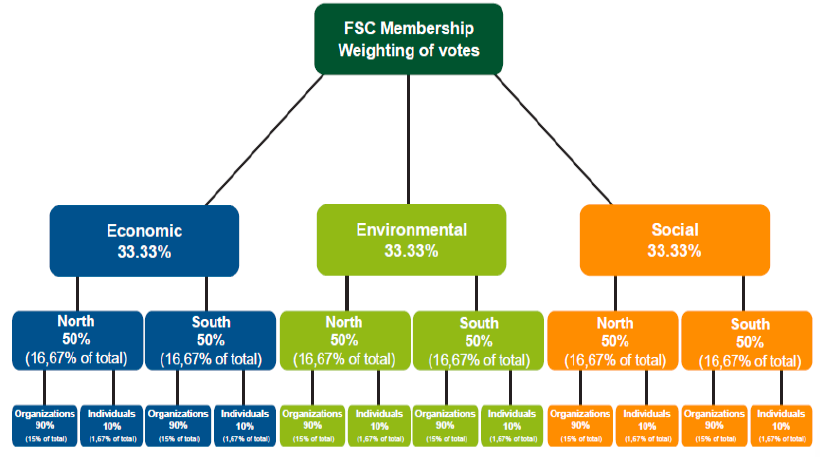 FSC Membership
Weighting of votes
Economic
33.33%
Environmental
33.33%
Social
33.33%
North
50%
(16,67% of total)
South
50%
(16,67% of total)
North
50%
(16,67% of total)
South
50%
(16,67% of total)
North
50%
(16,67% of total)
South
50%
(16,67% of total)
Organizations
90%
(15% of total)
Individuals
10%
(1,67% of total)
Organizations
90%
(15% of total)
Individuals
10%
(1,67% of total)
Organizations
90%
(15% of total)
Individuals
10%
(1,67% of total)
Organizations
90%
(15% of total)
Individuals
10%
(1,67% of total)
Organizations
90%
(15% of total)
Individuals
10%
(1,67% of total)
Organizations
90%
(15% of total)
Individuals
10%
(1,67% of total)